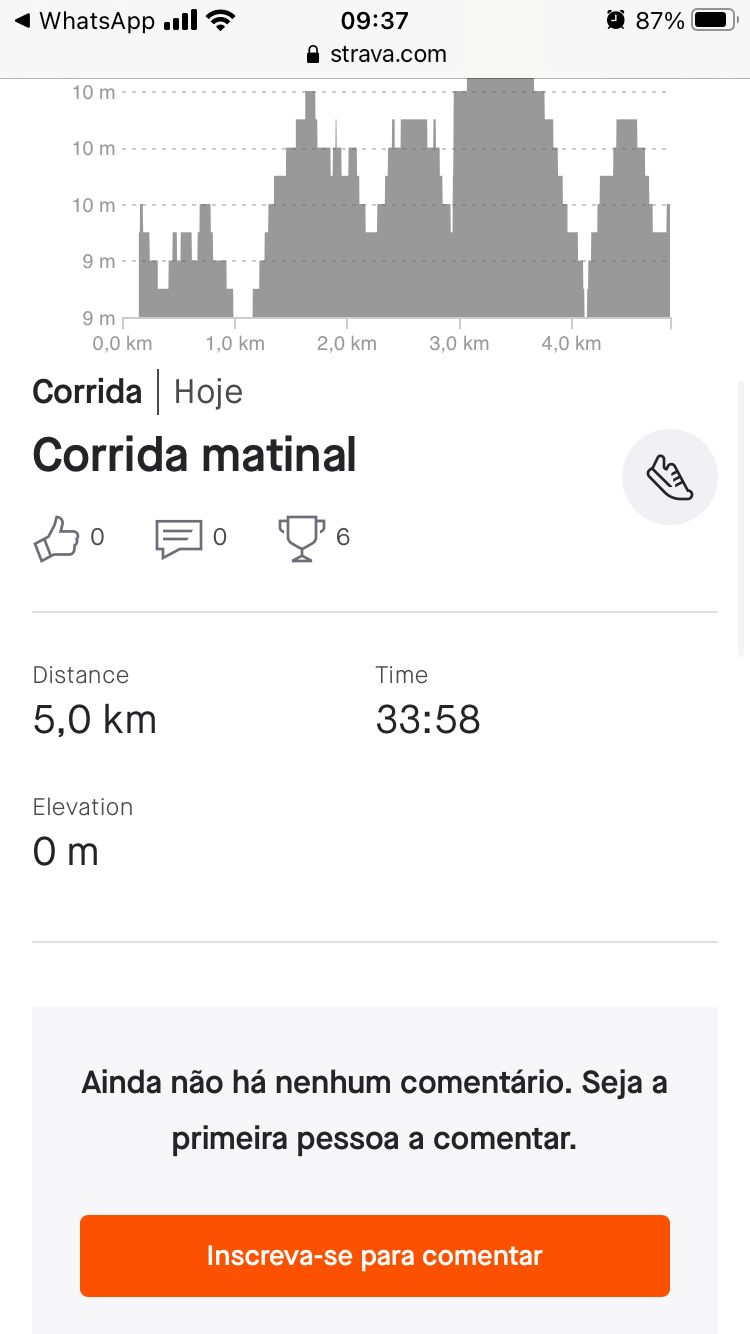 WhatsApp 09:37 87%
strava.com
10 m
10 m
10 m
9 m
9 m
0,0 km 1,0 km 2,0 km 3,0 km 4,0 km
Corrida | Hoje
Corrida matinal
0 0 6
Distance Time
5,0 km 33:58
Elevation
0 m
Ainda não há nenhum comentário. Seja a
primeira pessoa a comentar.
Inscreva-se para comentar